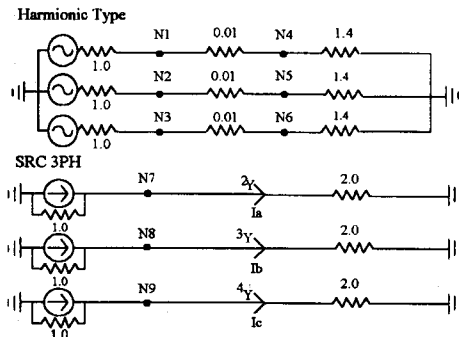 Harmonic Type
0.01 1.4
N1 N4
1.0
0.01 1.4
N2 N5
1.0
0.01 1.4
N3 N6
1.0
SRC 3PH
N7 2Y 2.0
1.0 Ia
N8 3Y 2.0
1.0 Ib
N9 4Y 2.0
1.0 Ic